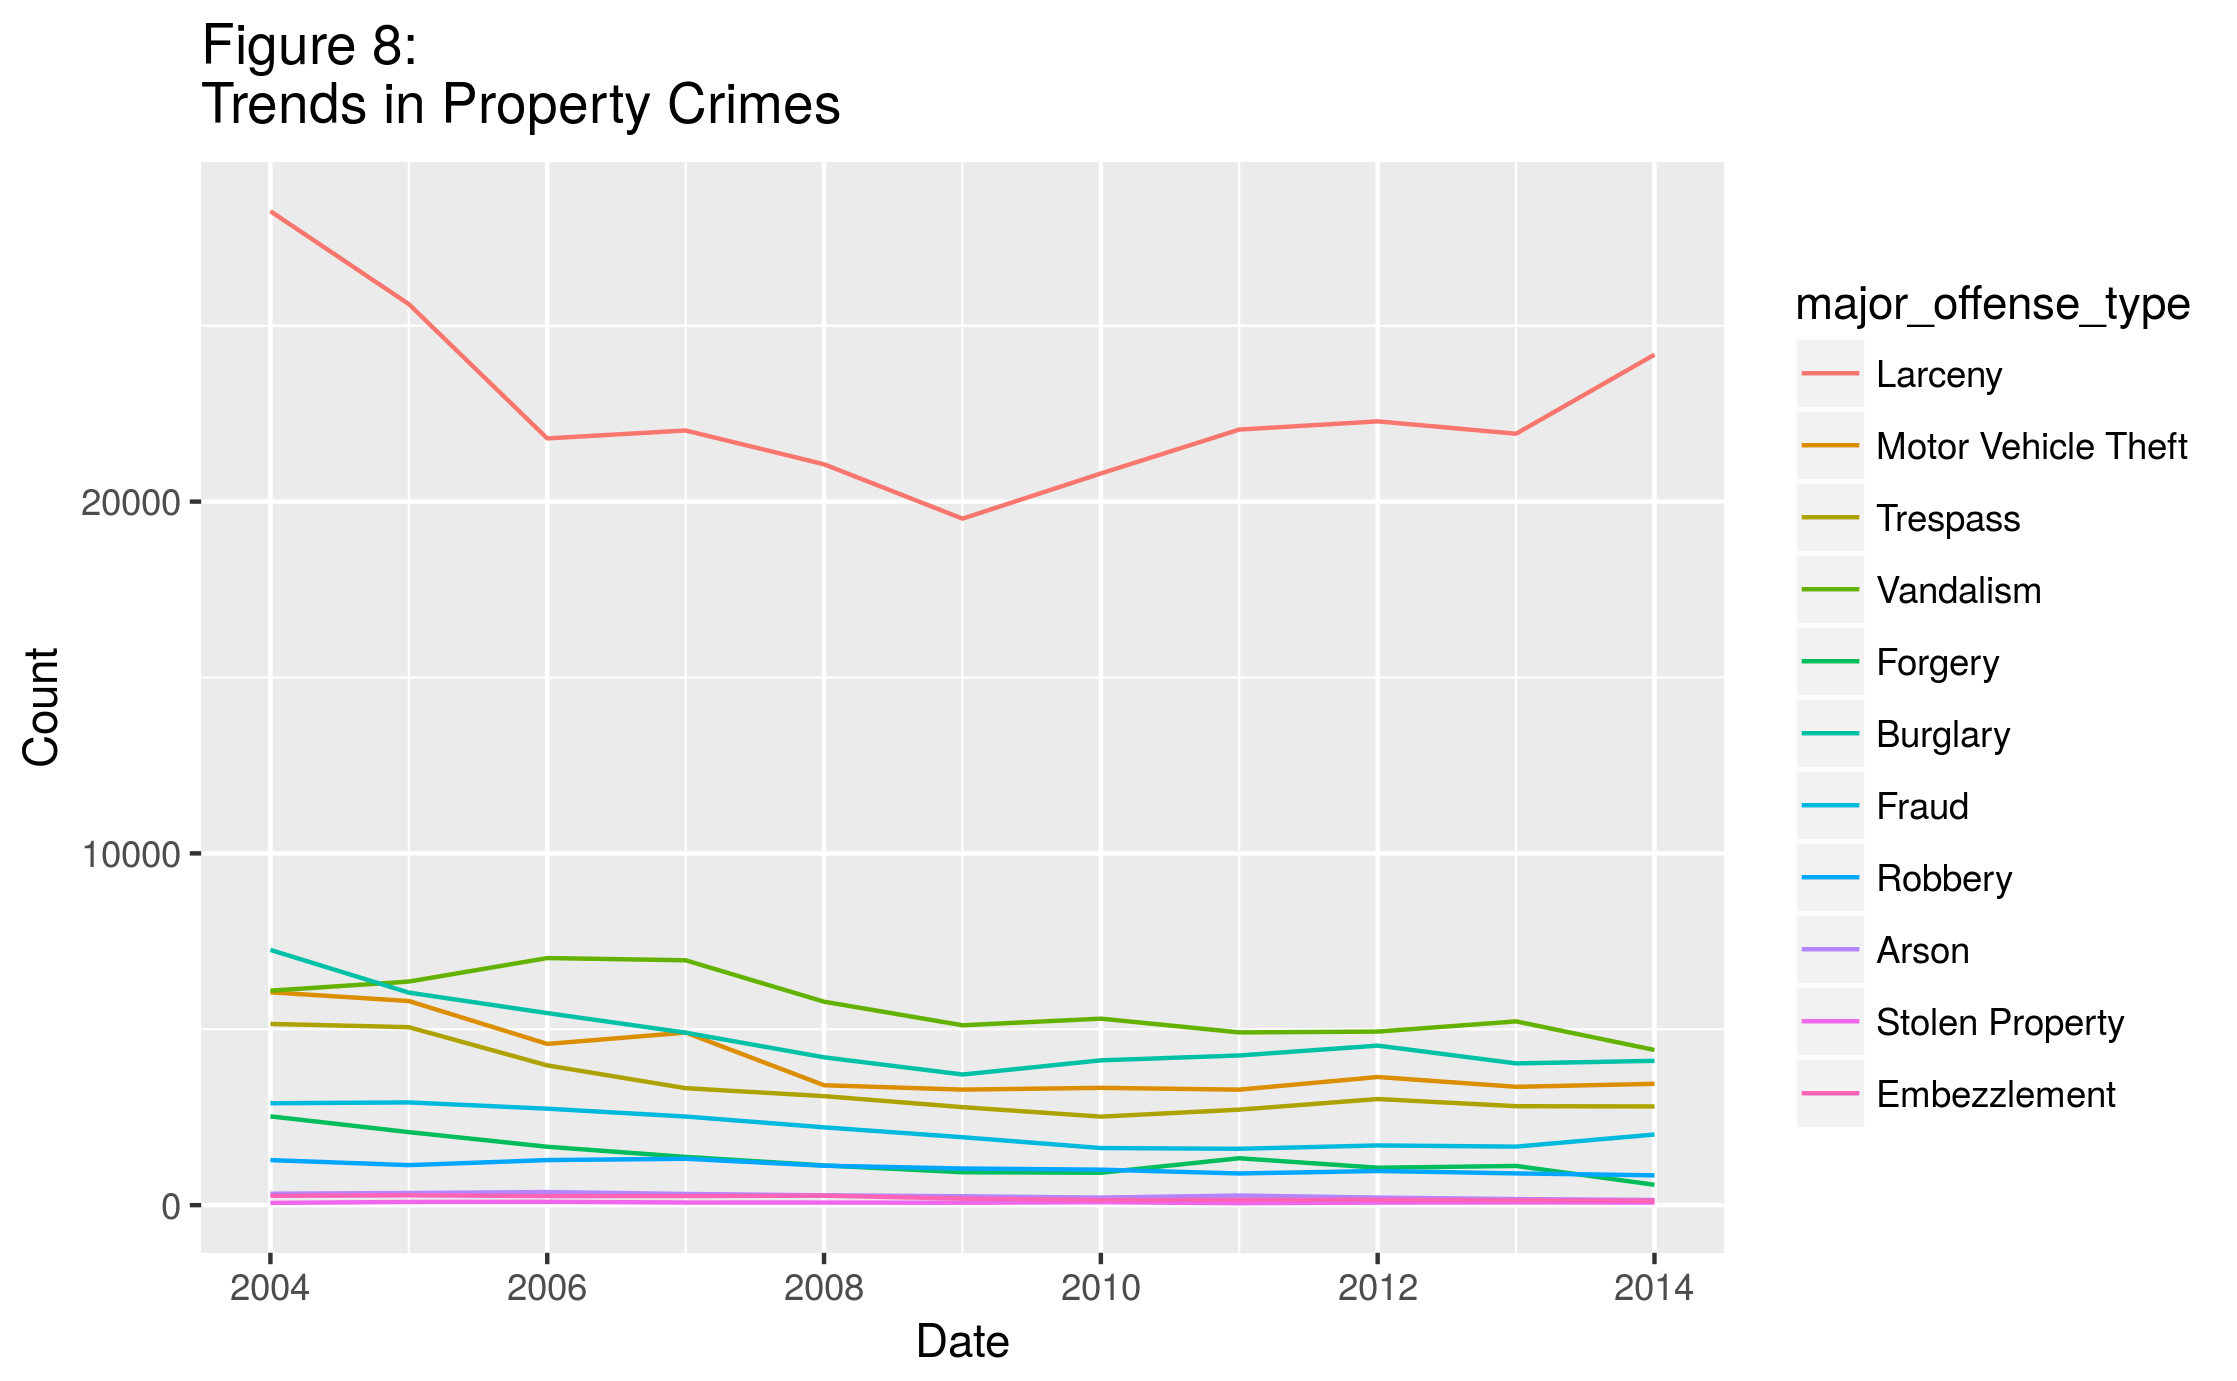 Figure 8:
Trends in Property Crimes
Count
20000
10000
0
2004 2006 2008 2010 2012 2014
Date
major_offense_type
Larceny
Motor Vehicle Theft
Trespass
Vandalism
Forgery
Burglary
Fraud
Robbery
Arson
Stolen Property
Embezzlement